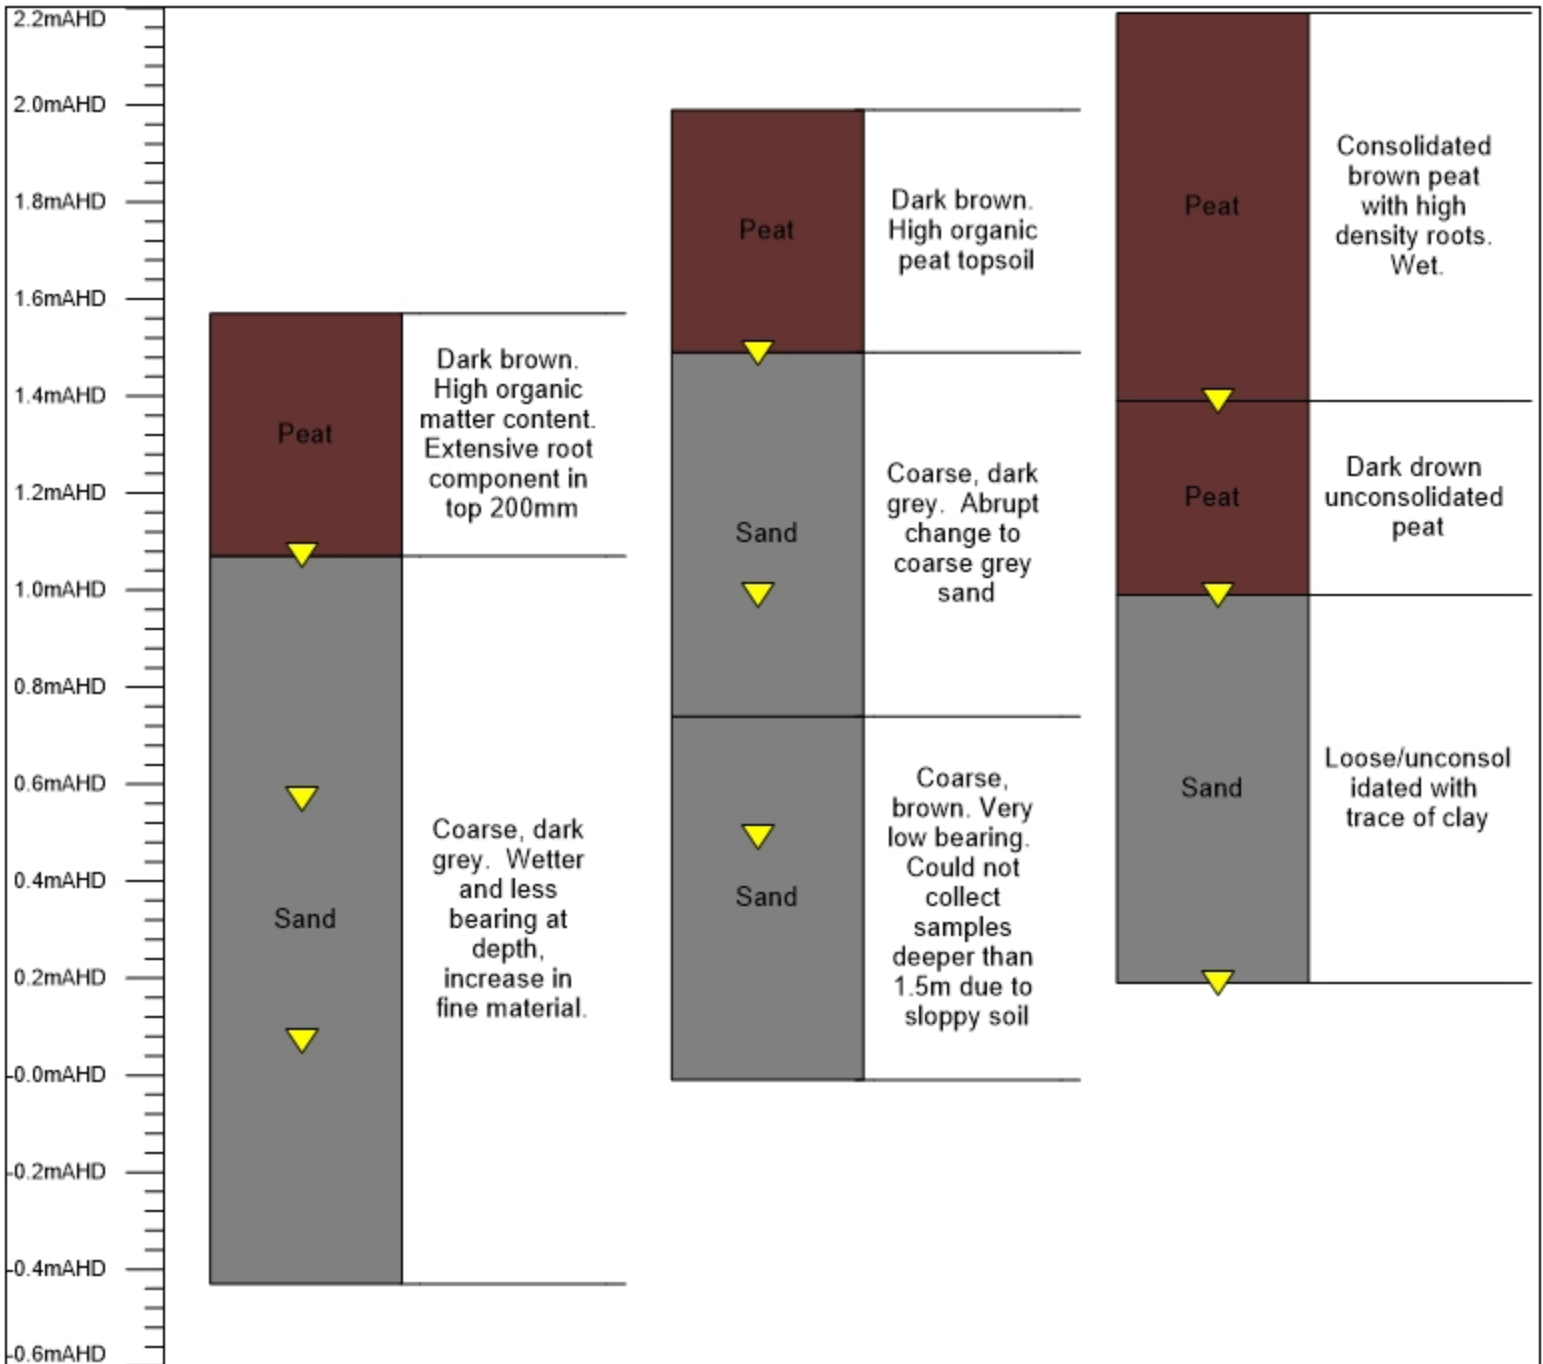 2.2mAHD
2.0mAHD
1.8mAHD
1.6mAHD
1.4mAHD
1.2mAHD
1.0mAHD
0.8mAHD
0.6mAHD
0.4mAHD
0.2mAHD
-0.0mAHD
-0.2mAHD
-0.4mAHD
-0.6mAHD
Peat
Dark brown.
High organic
matter content.
Extensive root
component in
top 200mm
Sand
Coarse, dark
grey.  Wetter
and less
bearing at
depth,
increase in
fine material.
Peat
Dark brown.
High organic
peat topsoil
Sand
Coarse, dark
grey.  Abrupt
change to
coarse grey
sand
Sand
Coarse,
brown. Very
low bearing.
Could not
collect
samples
deeper than
1.5m due to
sloppy soil
Peat
Consolidated
brown peat
with high
density roots.
Wet.
Peat
Dark drown
unconsolidated
peat
Sand
Loose/unconsol
idated with
trace of clay